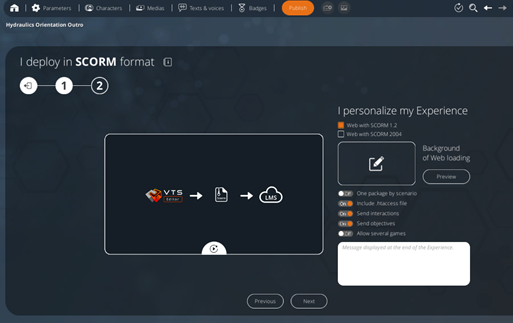 Parameters
Characters
Medias
Texts & voices
Badges
Publish
Hydraulics Orientation Outro
I deploy in SCORM format
1
2
I personalize my Experience
Web with SCORM 1.2
Web with SCORM 2004
Background
of Web loading
Preview
VTS
Editor
LMS
Off One package by scenario
On Include .htaccess file
On Send interactions
On Send objectives
Off Allow several games
Message displayed at the end of the Experience.
Previous
Next